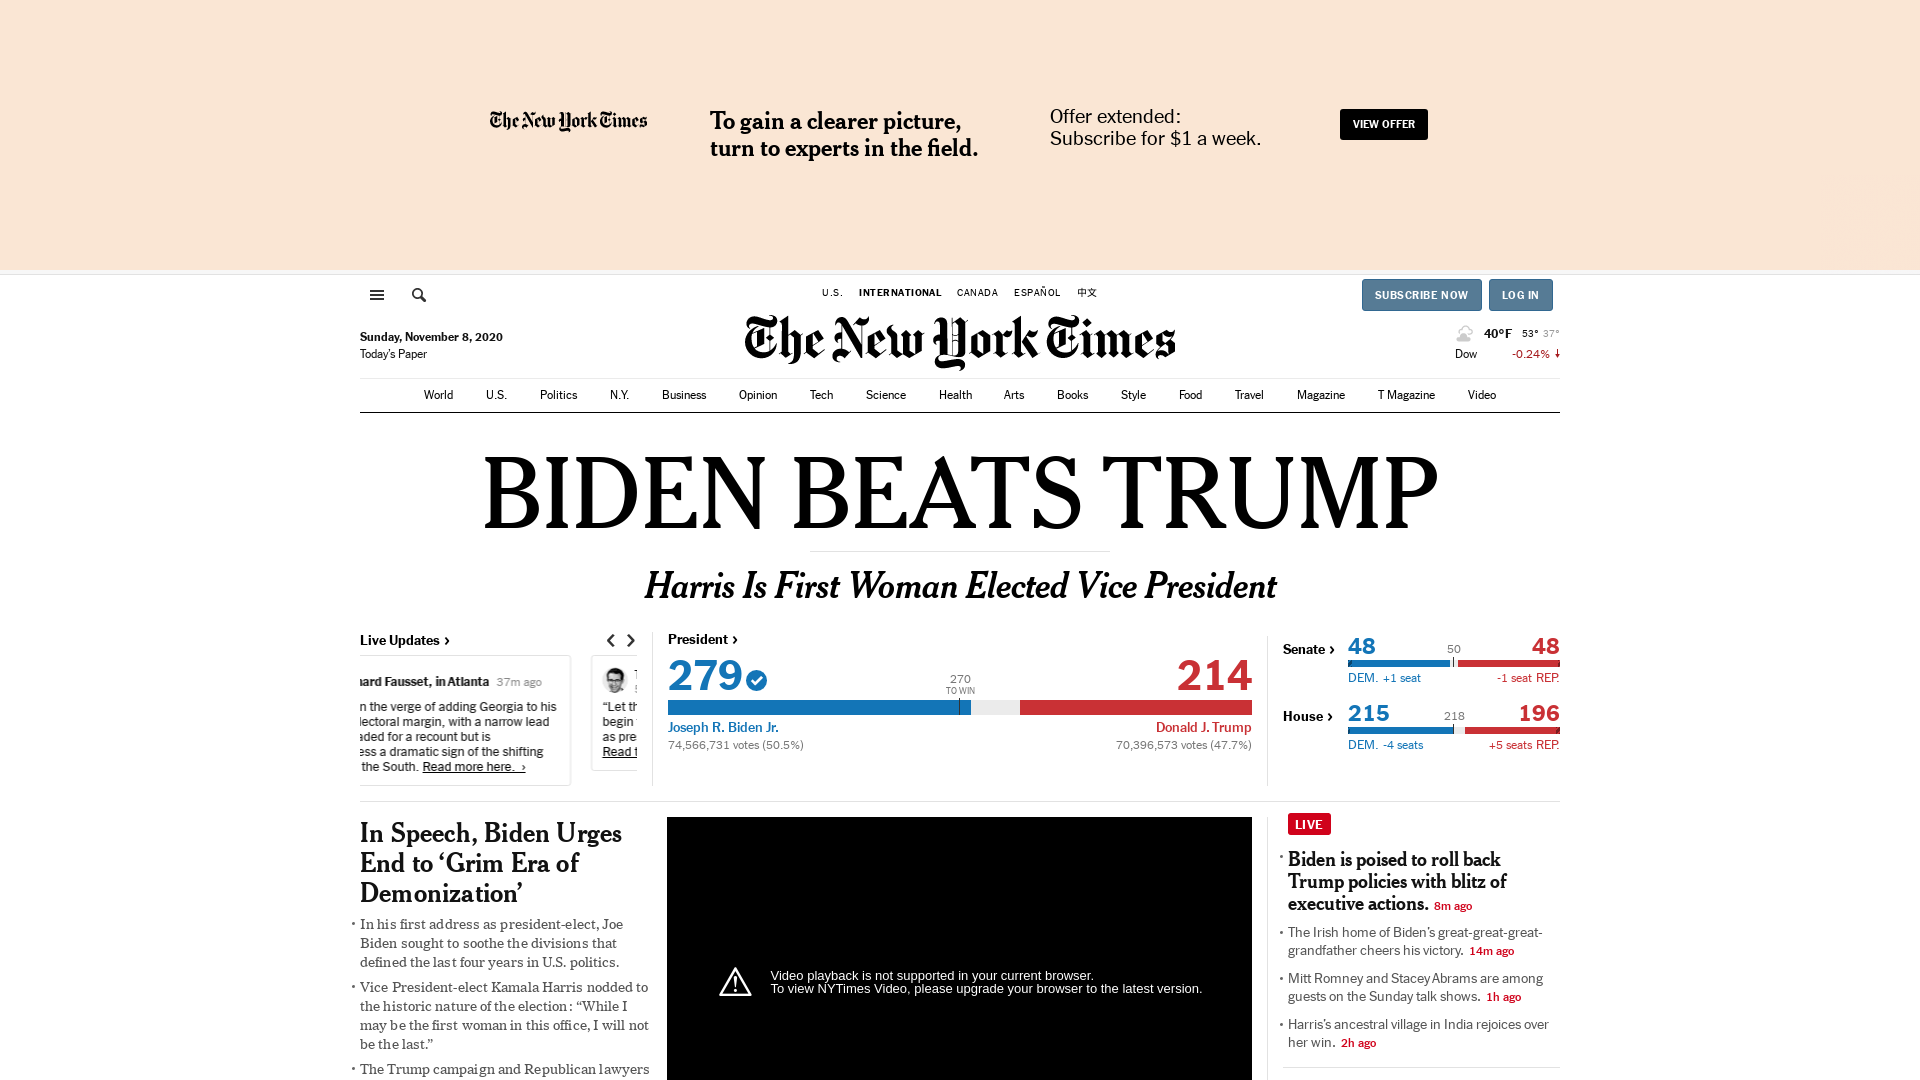 The New York Times
To gain a clearer picture,
turn to experts in the field.
Offer extended:
Subscribe for $1 a week.
VIEW OFFER
U.S. INTERNATIONAL CANADA ESPAÑOL 中文
SUBSCRIBE NOW LOG IN
Sunday, November 8, 2020
Today's Paper
The New York Times
40°F 53° 37°
Dow -0.24%
World U.S. Politics N.Y. Business Opinion Tech Science Health Arts Books Style Food Travel Magazine T Magazine Video
BIDEN BEATS TRUMP
Harris Is First Woman Elected Vice President
Live Updates ›
Fausset, in Atlanta 37m ago
the verge of adding Georgia to his
margin, with a narrow lead
for a recount but is
a dramatic sign of the shifting
the South. Read more here. ›
“Let
begin
as
Read
President ›
279 214
270
TO WIN
Joseph R. Biden Jr. Donald J. Trump
74,566,731 votes (50.5%) 70,396,573 votes (47.7%)
Senate › 48 50 48
DEM. +1 seat -1 seat REP.
House › 215 218 196
DEM. -4 seats +5 seats REP.
In Speech, Biden Urges
End to ‘Grim Era of
Demonization’
• In his first address as president-elect, Joe
Biden sought to soothe the divisions that
defined the last four years in U.S. politics.
• Vice President-elect Kamala Harris nodded to
the historic nature of the election: “While I
may be the first woman in this office, I will not
be the last.”
• The Trump campaign and Republican lawyers
Video playback is not supported in your current browser.
To view NYTimes Video, please upgrade your browser to the latest version.
LIVE
• Biden is poised to roll back
Trump policies with blitz of
executive actions. 8m ago
• The Irish home of Biden’s great-great-great-
grandfather cheers his victory. 14m ago
• Mitt Romney and Stacey Abrams are among
guests on the Sunday talk shows. 1h ago
• Harris’s ancestral village in India rejoices over
her win. 2h ago